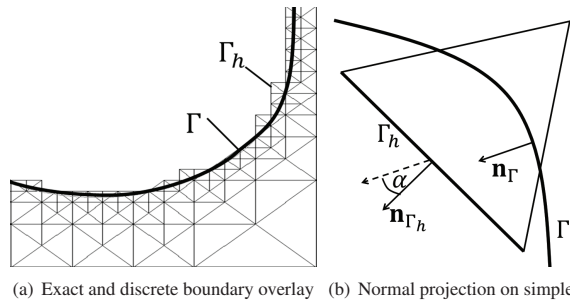 Γh
Γ
Γh
α
nΓ
nΓh
Γ
(a) Exact and discrete boundary overlay
(b) Normal projection on simple